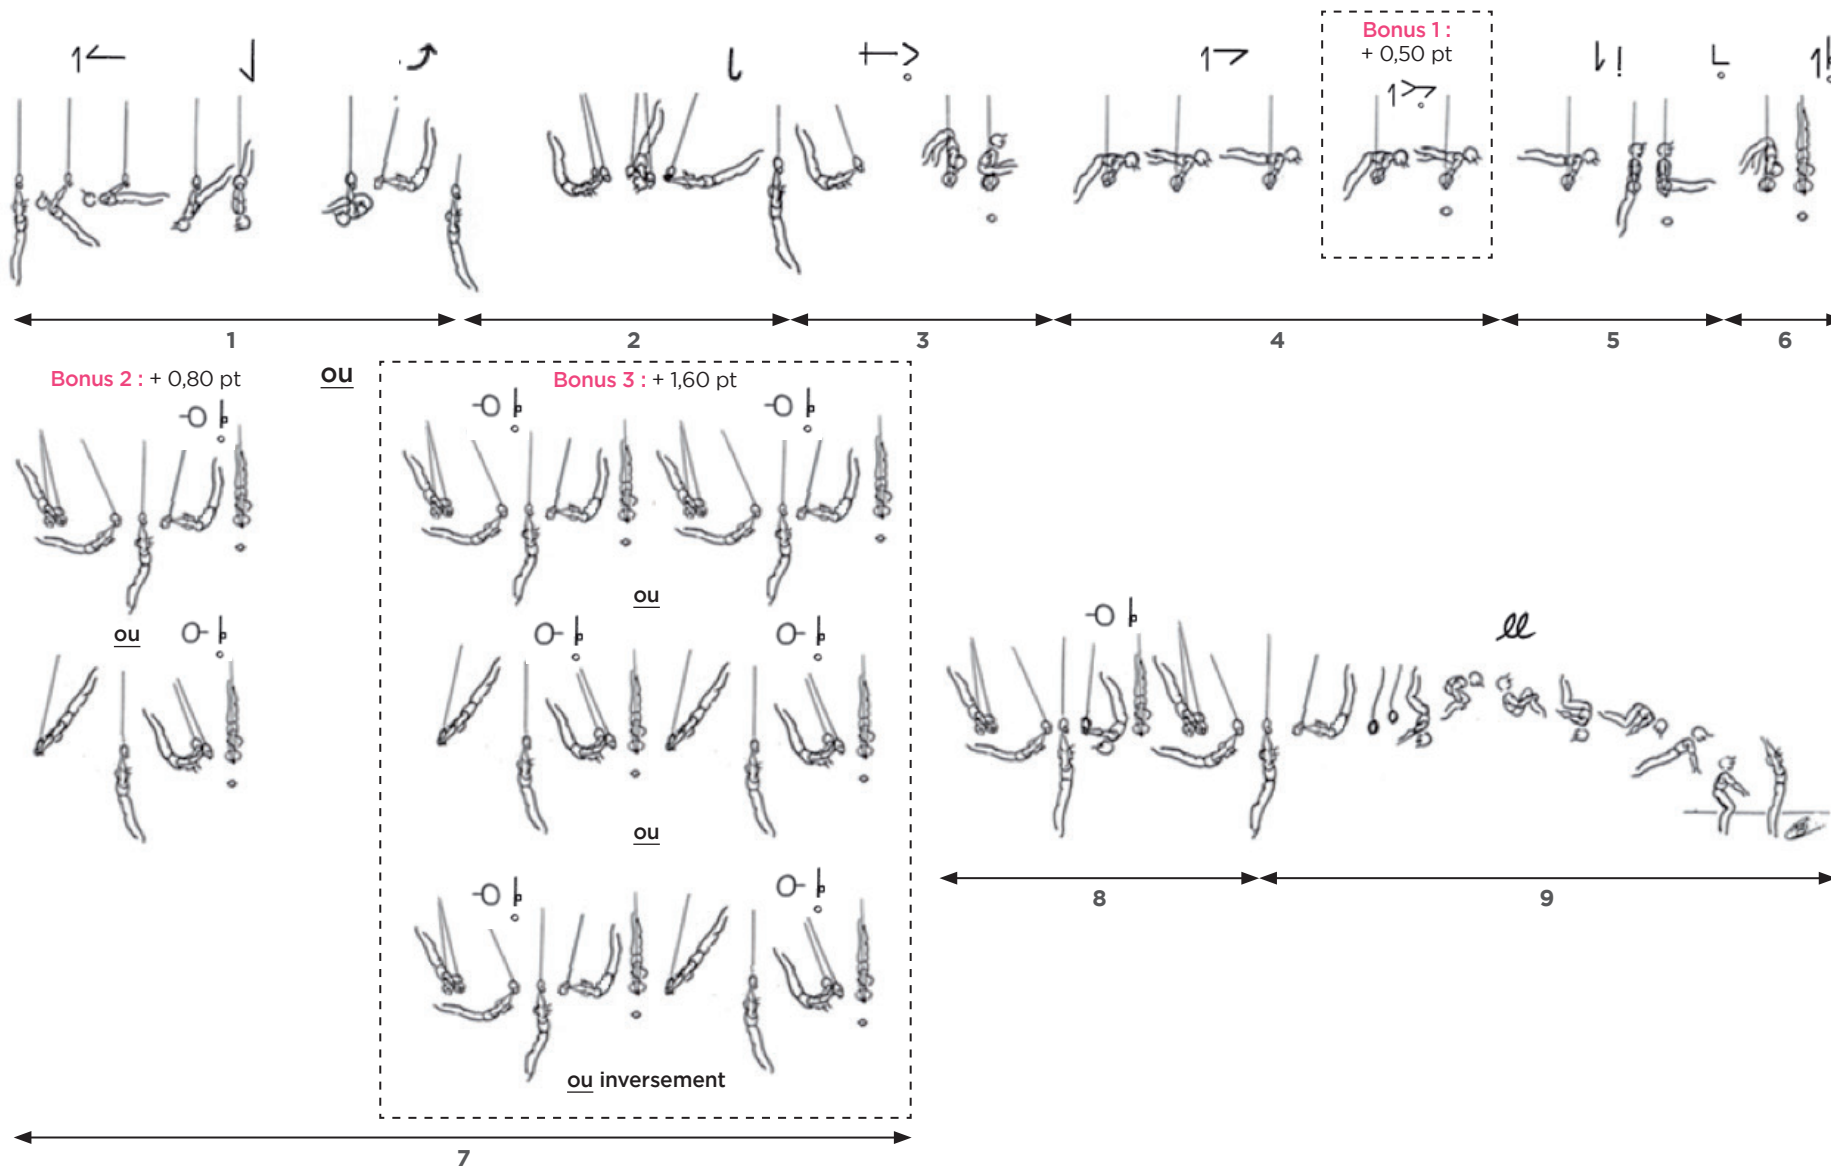 Bonus 1 :
+ 0,50 pt
1
2
3
4
5
6
Bonus 2 : + 0,80 pt
ou
Bonus 3 : + 1,60 pt
ou
ou
ou
ou inversement
7
8
9